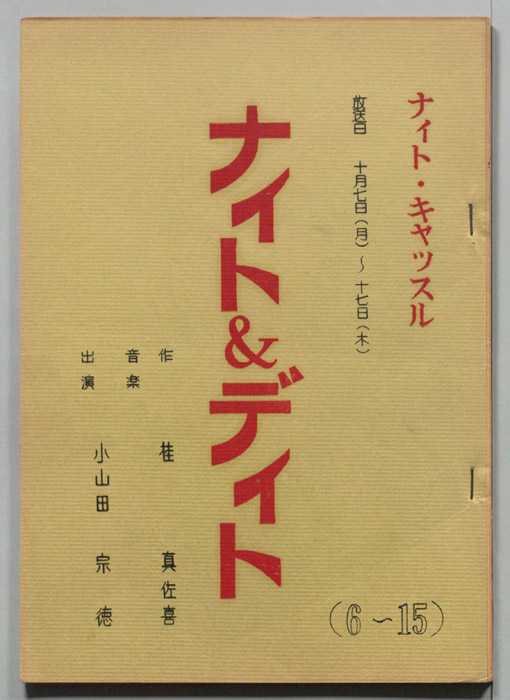 ナイト・キャッスル
放送日 十月七日（月）〜十七日（木）
ナイト&デイト
作 桂 真佐喜
音楽
出演 小山田 宗徳
（6〜15）